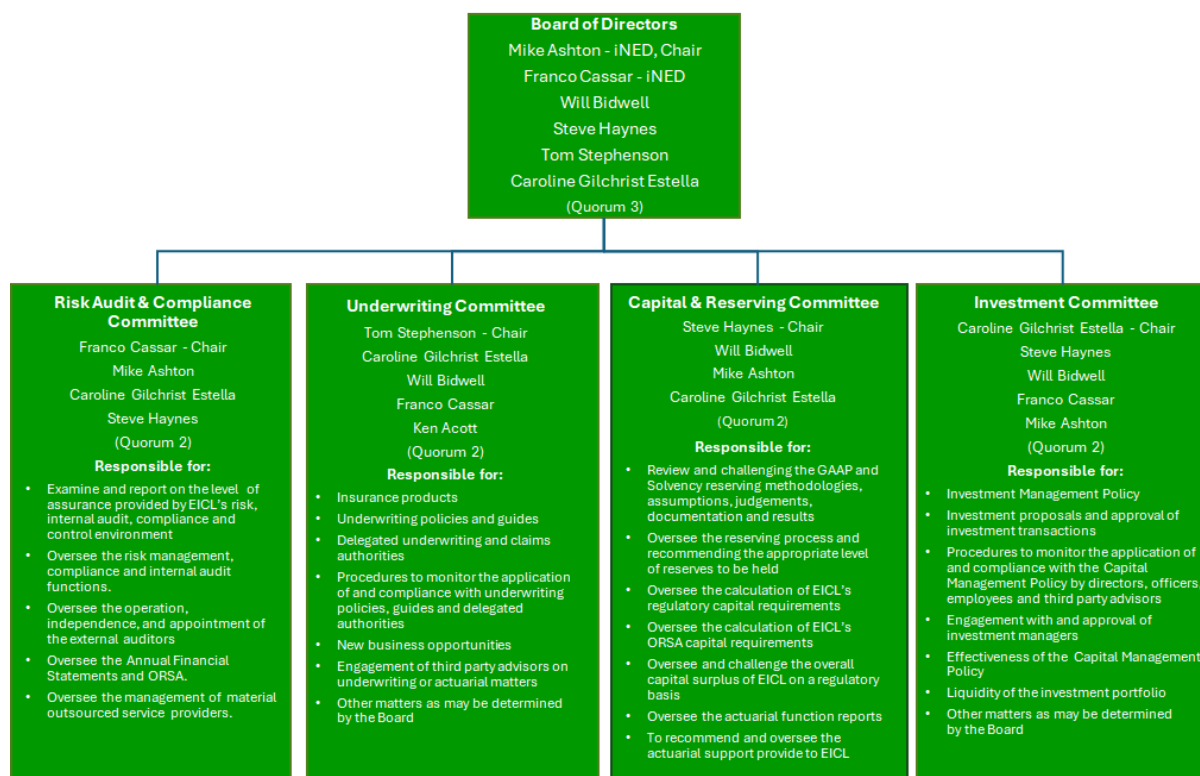 Board of Directors
Mike Ashton - iNED, Chair
Franco Cassar - iNED
Will Bidwell
Steve Haynes
Tom Stephenson
Caroline Gilchrist Estella
(Quorum 3)
Risk Audit & Compliance
Committee
Franco Cassar - Chair
Mike Ashton
Caroline Gilchrist Estella
Steve Haynes
(Quorum 2)
Responsible for:
• Examine and report on the level of
assurance provided by EICL's risk,
internal audit, compliance and
control environment
• Oversee the risk management,
compliance and internal audit
functions.
• Oversee the operation,
independence, and appointment of
the external auditors
• Oversee the Annual Financial
Statements and ORSA.
• Oversee the management of material
outsourced service providers.
Underwriting Committee
Tom Stephenson - Chair
Caroline Gilchrist Estella
Will Bidwell
Franco Cassar
Ken Acott
(Quorum 2)
Responsible for:
• Insurance products
• Underwriting policies and guides
• Delegated underwriting and claims
authorities
• Procedures to monitor the application
of and compliance with underwriting
policies, guides and delegated
authorities
• New business opportunities
• Engagement of third party advisors on
underwriting or actuarial matters
• Other matters as may be determined
by the Board
Capital & Reserving Committee
Steve Haynes - Chair
Will Bidwell
Mike Ashton
Caroline Gilchrist Estella
(Quorum 2)
Responsible for:
• Review and challenging the GAAP and
Solvency reserving methodologies,
assumptions, judgements,
documentation and results
• Oversee the reserving process and
recommending the appropriate level
of reserves to be held
• Oversee the calculation of EICL's
regulatory capital requirements
• Oversee the calculation of EICL's
ORSA capital requirements
• Oversee and challenge the overall
capital surplus of EICL on a regulatory
basis
• Oversee the actuarial function reports
• To recommend and oversee the
actuarial support provide to EICL
Investment Committee
Caroline Gilchrist Estella - Chair
Steve Haynes
Will Bidwell
Franco Cassar
Mike Ashton
(Quorum 2)
Responsible for:
• Investment Management Policy
• Investment proposals and approval of
investment transactions
• Procedures to monitor the application of
and compliance with the Capital
Management Policy by directors, officers,
employees and third party advisors
• Engagement with and approval of
investment managers
• Effectiveness of the Capital Management
Policy
• Liquidity of the investment portfolio
• Other matters as may be determined
by the Board